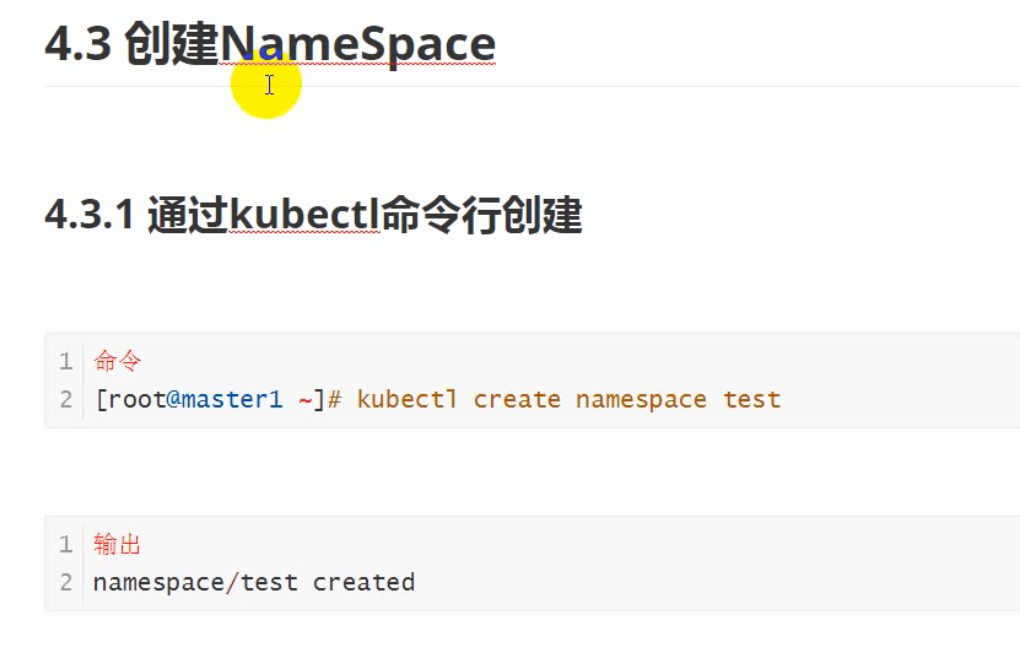 4.3 创建NameSpace
4.3.1 通过kubectl命令行创建
1 命令
2 [root@master1 ~]# kubectl create namespace test
1 输出
2 namespace/test created